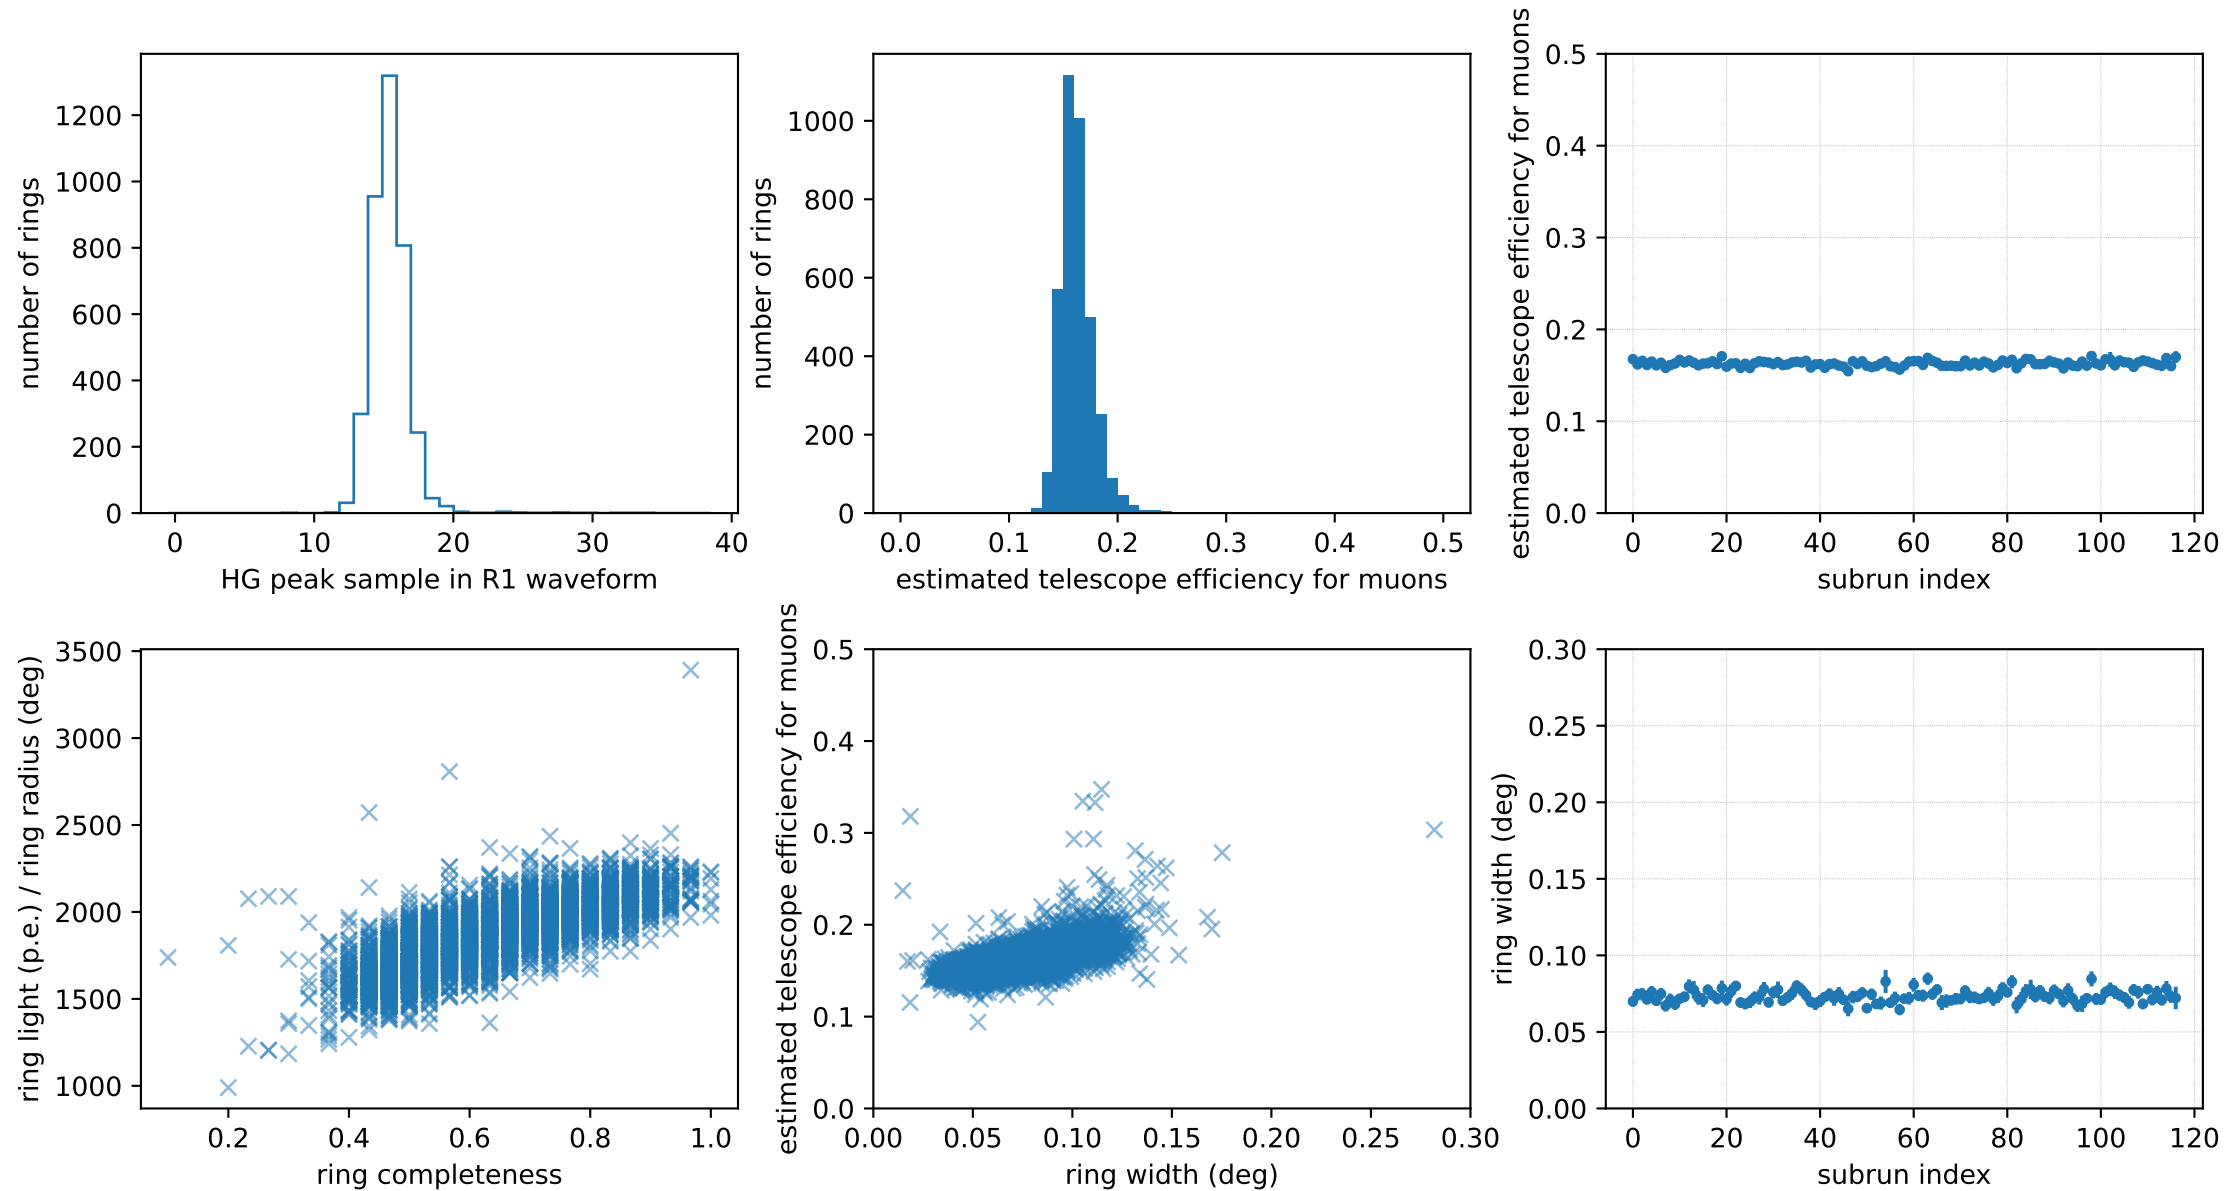 number of rings
1200
1000
800
600
400
200
0
0 10 20 30 40
HG peak sample in R1 waveform
number of rings
1000
800
600
400
200
0
0.0 0.1 0.2 0.3 0.4 0.5
estimated telescope efficiency for muons
estimated telescope efficiency for muons
0.5
0.4
0.3
0.2
0.1
0.0
0 20 40 60 80 100 120
subrun index
ring light (p.e.) / ring radius (deg)
3500
3000
2500
2000
1500
1000
0.2 0.4 0.6 0.8 1.0
ring completeness
estimated telescope efficiency for muons
0.5
0.4
0.3
0.2
0.1
0.0
0.00 0.05 0.10 0.15 0.20 0.25 0.30
ring width (deg)
ring width (deg)
0.30
0.25
0.20
0.15
0.10
0.05
0.00
0 20 40 60 80 100 120
subrun index